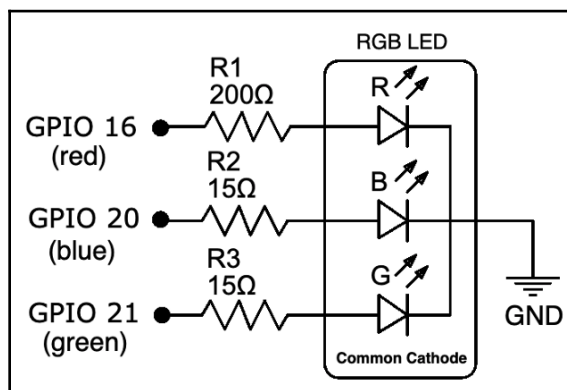 RGB LED
R1
200Ω
R
GPIO 16
(red)
R2
15Ω
B
GPIO 20
(blue)
R3
15Ω
G
GPIO 21
(green)
GND
Common Cathode